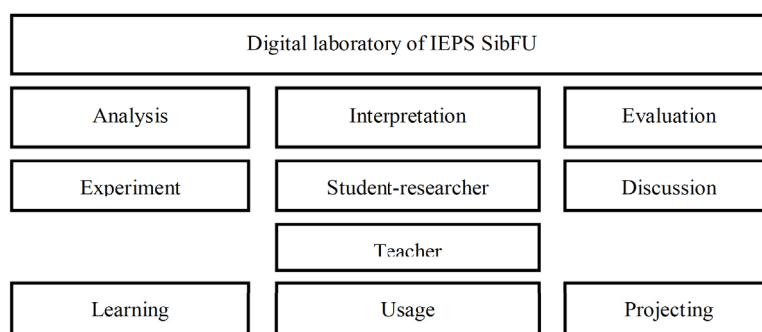 Digital laboratory of IEPS SibFU
Analysis
Interpretation
Evaluation
Experiment
Student-researcher
Discussion
Teacher
Learning
Usage
Projecting